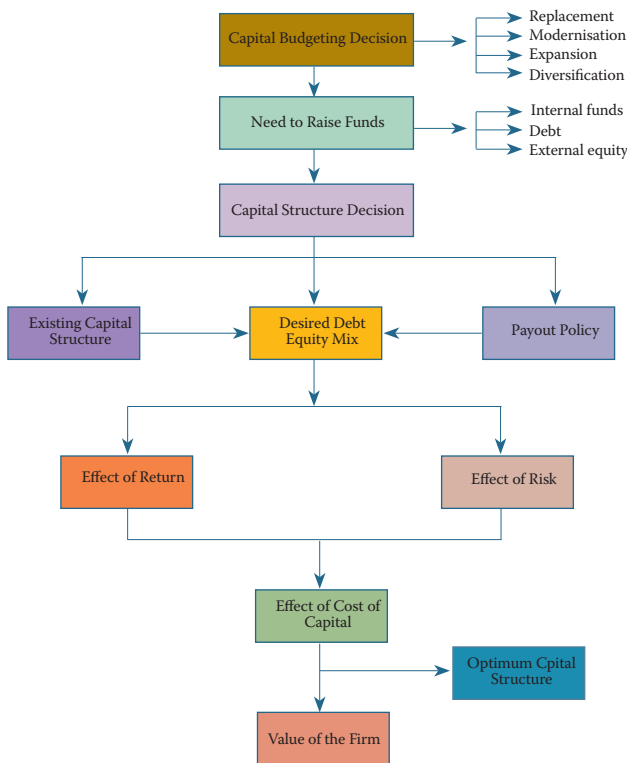 Capital Budgeting Decision
Replacement
Modernisation
Expansion
Diversification
Need to Raise Funds
Internal funds
Debt
External equity
Capital Structure Decision
Existing Capital
Structure
Desired Debt
Equity Mix
Payout Policy
Effect of Return
Effect of Risk
Effect of Cost of
Capital
Optimum Cpital
Structure
Value of the Firm